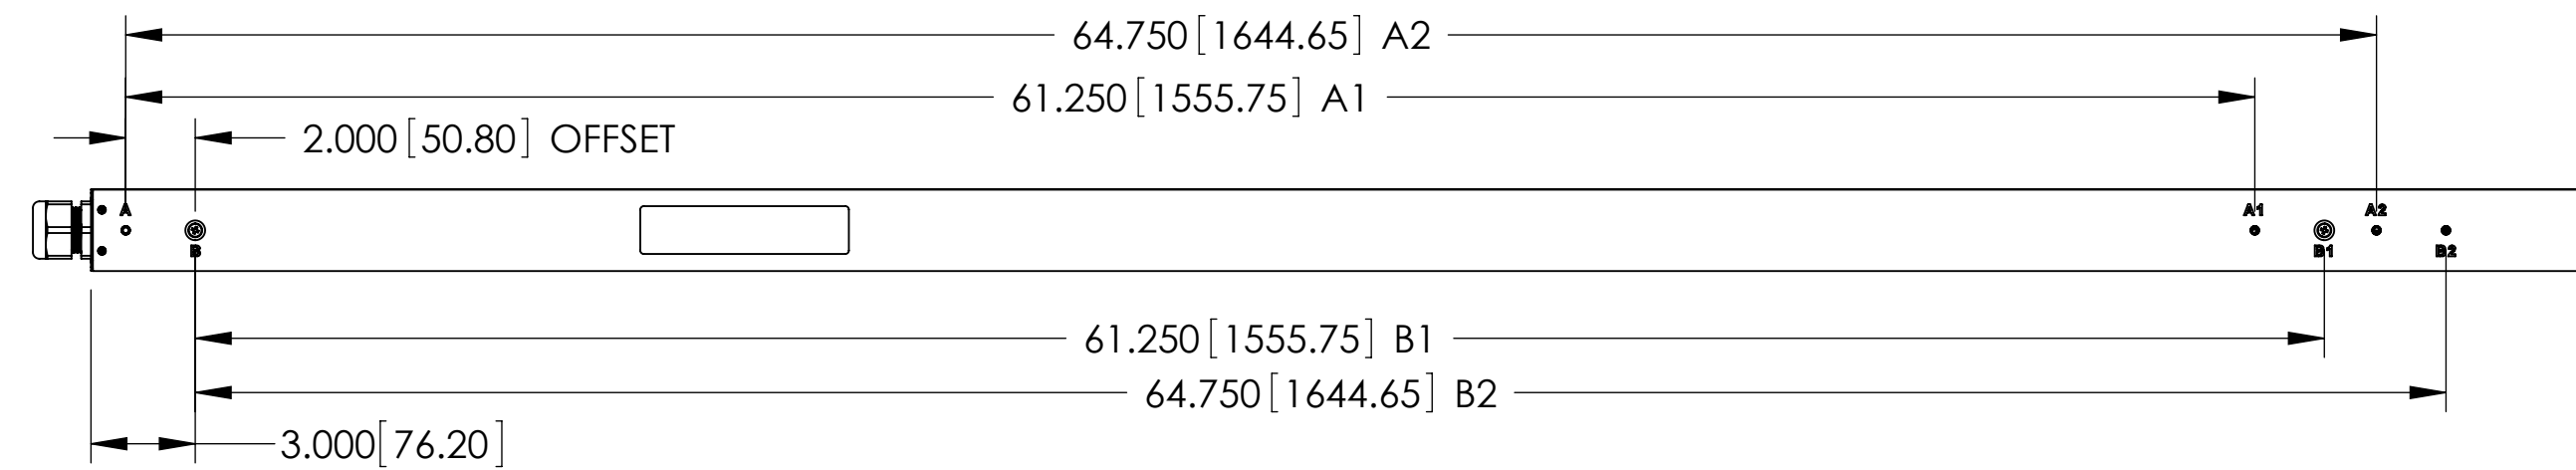 64.750[1644.65] A2
61.250[1555.75] A1
2.000[50.80] OFFSET
A
A1
A2
B
B1
B2
61.250[1555.75] B1
64.750[1644.65] B2
3.000[76.20]